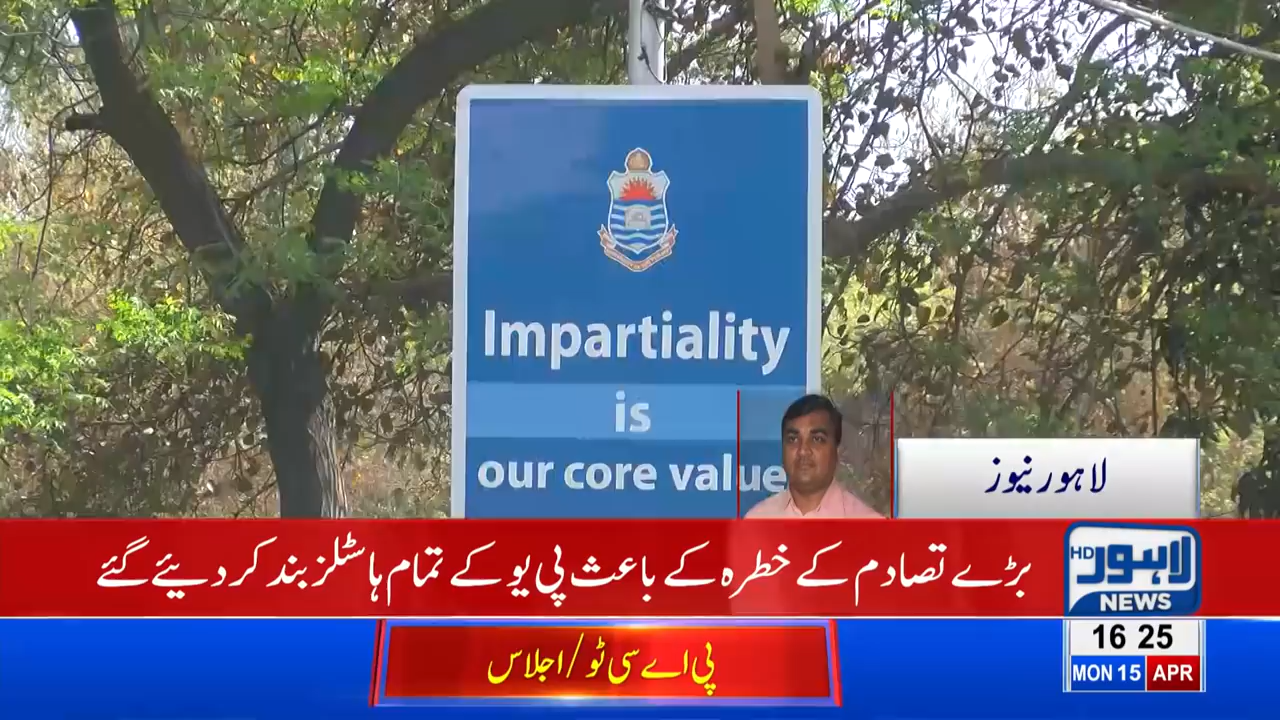 Impartiality
is
our core value
لاہور نیوز
بڑے تصادم کے خطرہ کے باعث پی یو کے تمام ہاسٹلز بند کر دیئے گئے
لاہور HD
NEWS
16 25
MON 15 APR
پی اے سی ٹو / اجلاس